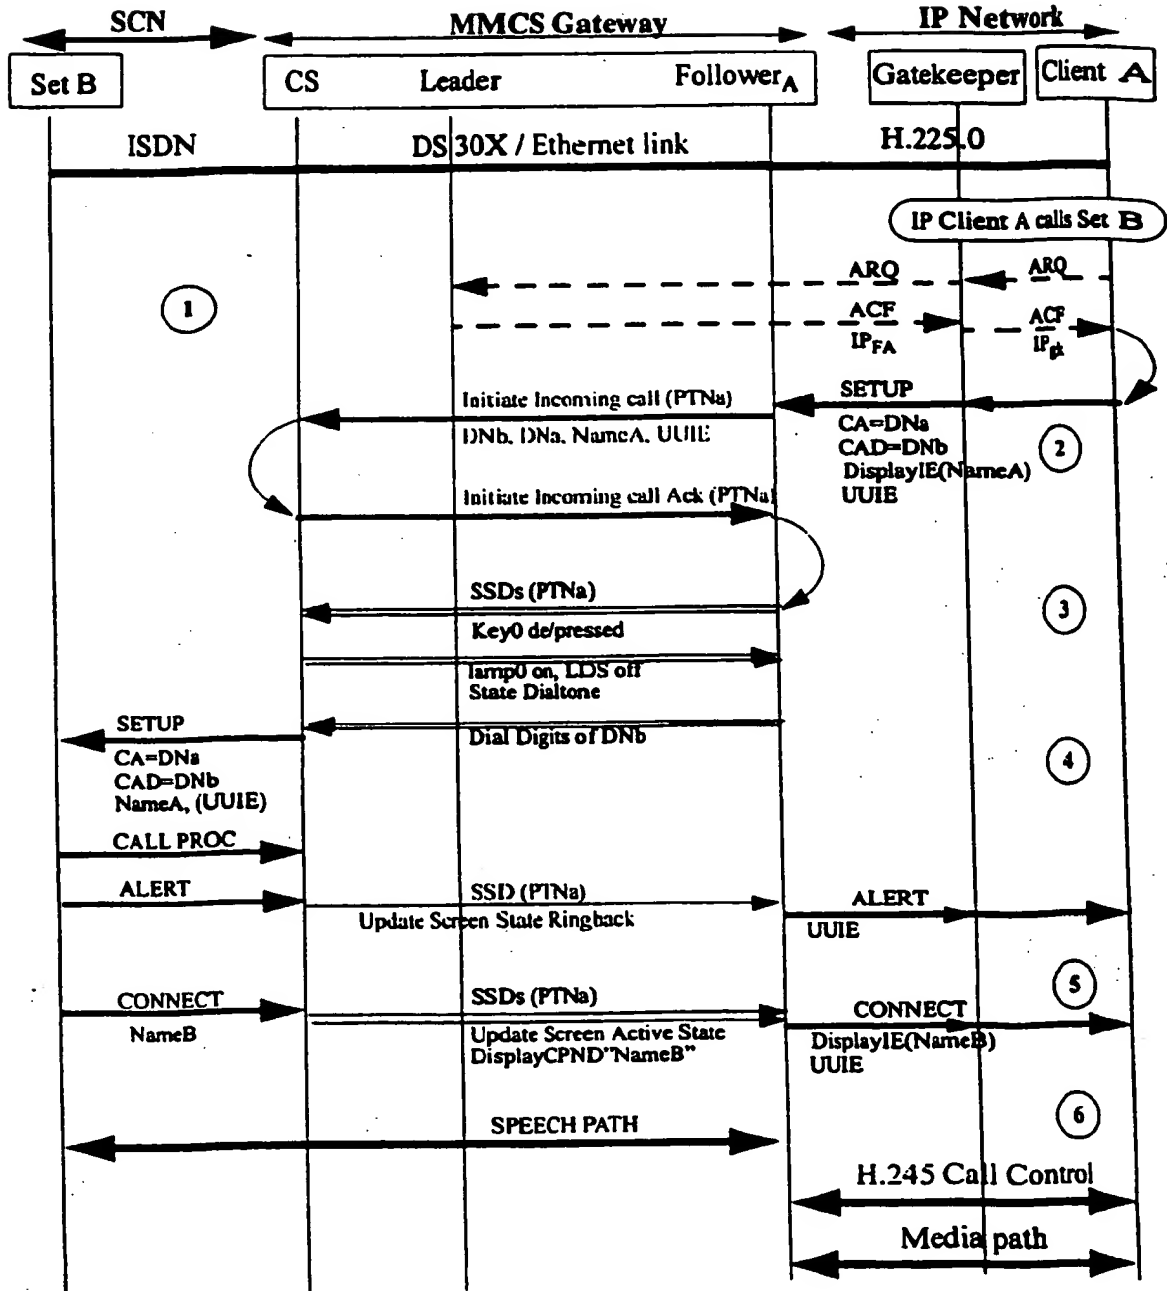 SCN
MMCS Gateway
IP Network
Set B
CS
Leader
Follower A
Gatekeeper
Client A
ISDN
DS 30X / Ethernet link
H.225.0
IP Client A calls Set B
ARQ
ARQ
1
ACF
ACF
IPFA
IPgk
SETUP
Initiate Incoming call (PTNa)
DNb, DNa, NameA, UUIE
CA=DNa
CAD=DNb
DisplayIE(NameA)
UUIE
2
Initiate Incoming call Ack (PTNa)
SSDs (PTNa)
3
Key0 de/pressed
lamp0 on, LDS off
State Dialtone
SETUP
Dial Digits of DNb
CA=DNa
CAD=DNb
NameA, (UUIE)
4
CALL PROC
ALERT
SSD (PTNa)
ALERT
Update Screen State Ringback
UUIE
5
CONNECT
SSDs (PTNa)
CONNECT
NameB
Update Screen Active State
DisplayCPND"NameB"
DisplayIE(NameB)
UUIE
6
SPEECH PATH
H.245 Call Control
Media path